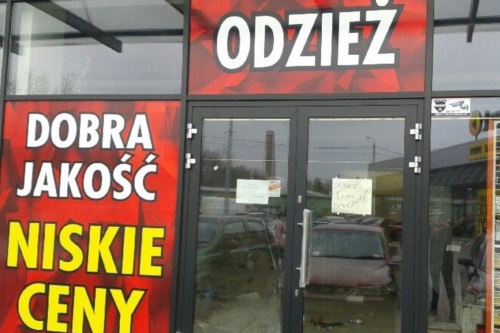 ODZIEŻ
DOBRA
JAKOŚĆ
NISKIE
CENY